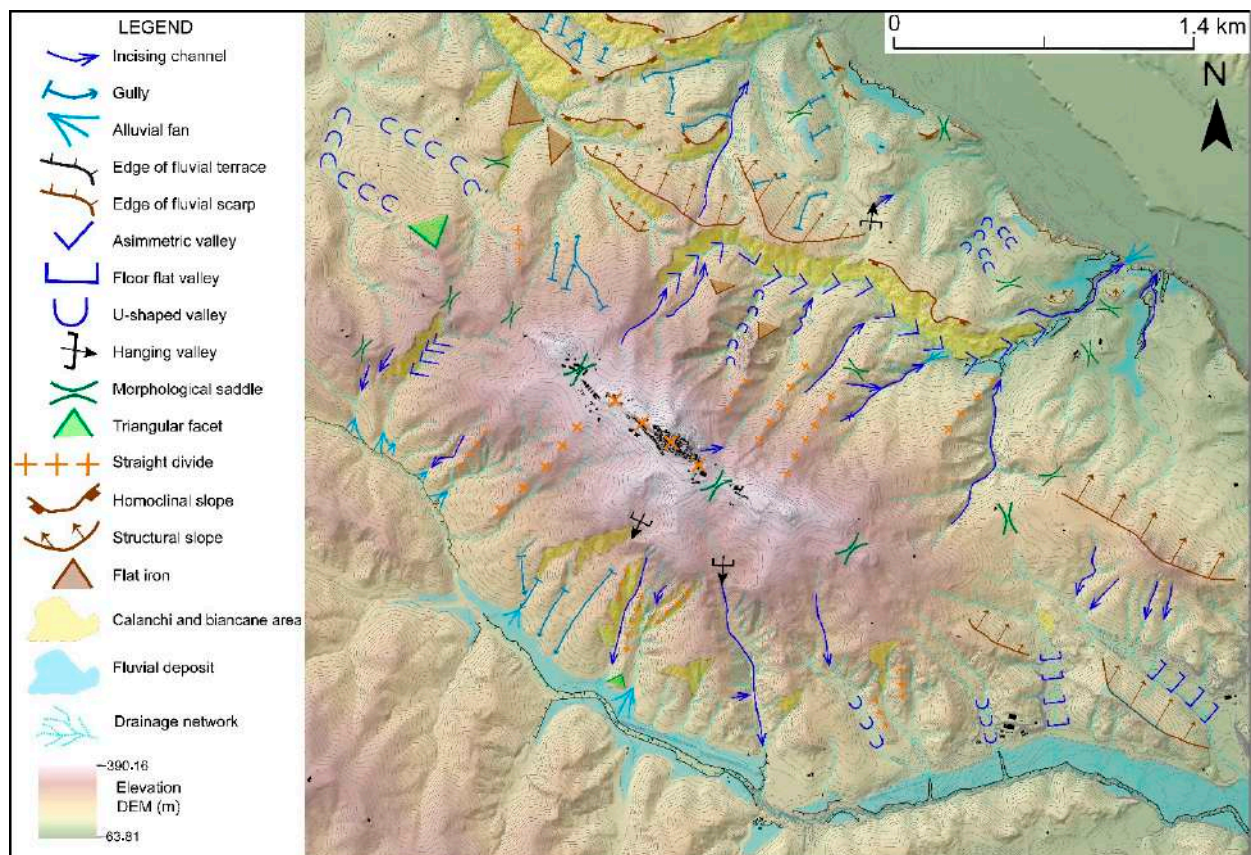 LEGEND
Incising channel
Gully
Alluvial fan
Edge of fluvial terrace
Edge of fluvial scarp
Asimmetric valley
Floor flat valley
U-shaped valley
Hanging valley
Morphological saddle
Triangular facet
Straight divide
Homoclinal slope
Structural slope
Flat iron
Calanchi and biancane area
Fluvial deposit
Drainage network
390.16
Elevation
DEM (m)
63.81
0 1.4 km
N